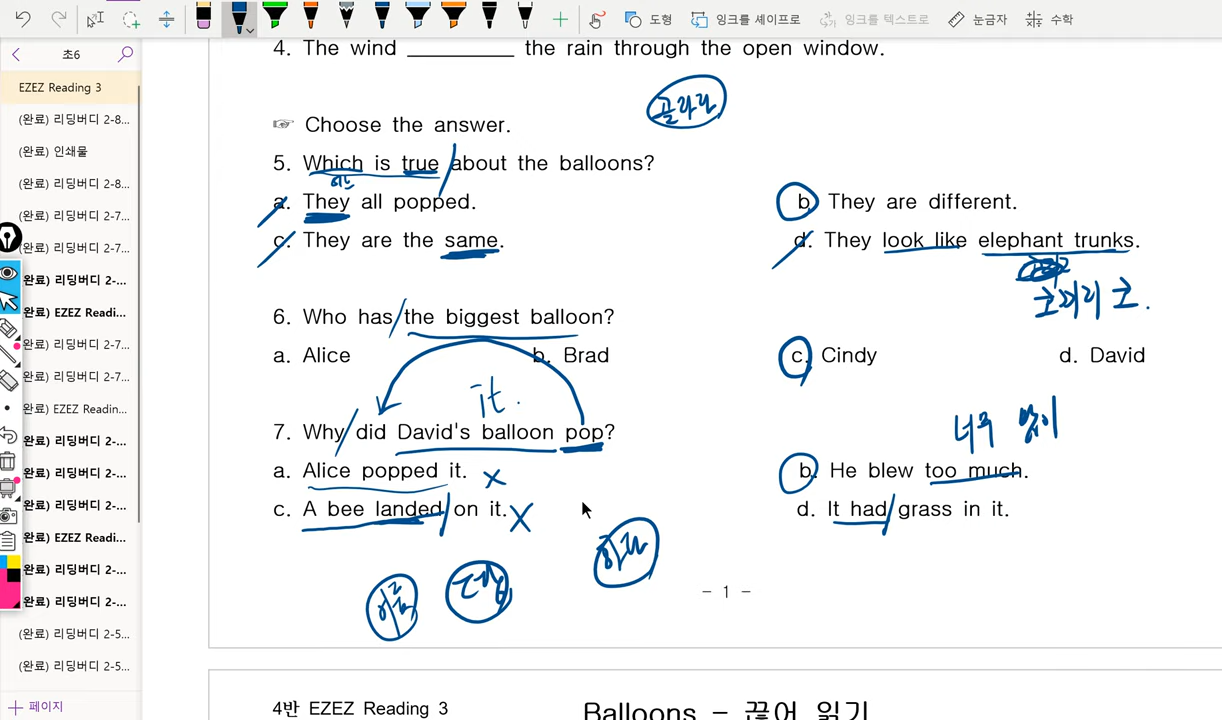 도형
잉크를 셰이프로
잉크를 텍스트로
눈금자
수학
초6
EZEZ Reading 3
(완료) 리딩버디 2-8...
(완료) 인쇄물
(완료) 리딩버디 2-8...
(완료) 리딩버디 2-7...
(완료) 리딩버디 2-7...
완료) 리딩버디 2-...
완료) EZEZ Readi...
완료) 리딩버디 2-7...
완료) 리딩버디 2-7...
완료) EZEZ Readin...
완료) 리딩버디 2-...
완료) 리딩버디 2-...
완료) 리딩버디 2-...
완료) EZEZ Readi...
완료) 리딩버디 2-...
완료) 리딩버디 2-...
(완료) 리딩버디 2-5...
(완료) 리딩버디 2-5...
페이지
4. The wind __________ the rain through the open window.
골라라
☞ Choose the answer.
5. Which is true about the balloons?
a. They all popped.
b. They are different.
c. They are the same.
d. They look like elephant trunks.
코끼리 코.
6. Who has the biggest balloon?
a. Alice
b. Brad
c. Cindy
d. David
it.
7. Why did David's balloon pop?
너무 많이
a. Alice popped it. x
b. He blew too much.
c. A bee landed on it. X
d. It had grass in it.
- 1 -
4반 EZEZ Reading 3
Balloons - 끊어 읽기